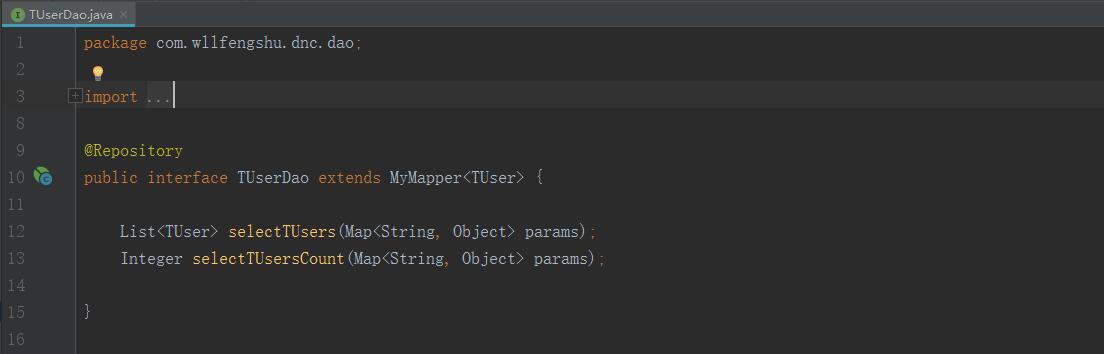 TUserDao.java
1 package com.wllfengshu.dnc.dao;
2
3 import ...
8
9 @Repository
10 public interface TUserDao extends MyMapper<TUser> {
11
12 List<TUser> selectTUsers(Map<String, Object> params);
13 Integer selectTUsersCount(Map<String, Object> params);
14
15 }
16